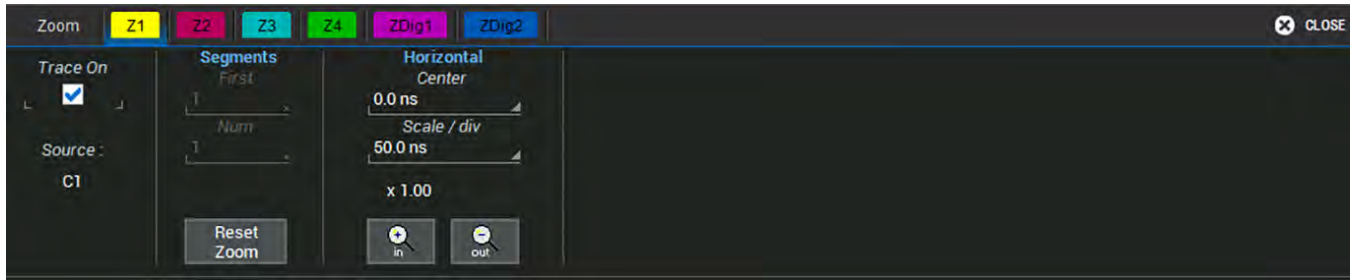 Zoom Z1 Z2 Z3 Z4 ZDig1 ZDig2 CLOSE
Trace On
Source :
C1
Segments
First
1
Num
1
Reset
Zoom
Horizontal
Center
0.0 ns
Scale / div
50.0 ns
x 1.00
in
out